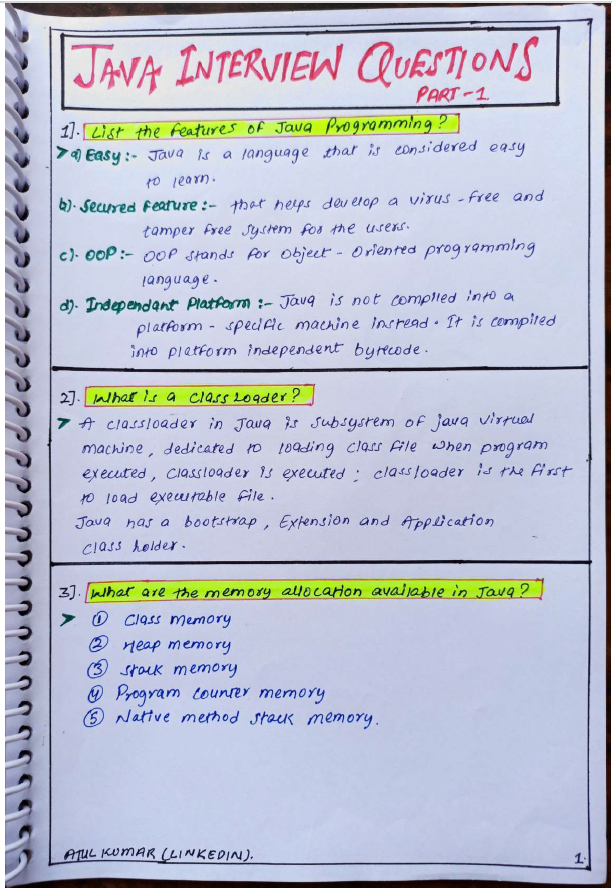 JAVA INTERVIEW QUESTIONS
PART-1
1]. List the features of Java Programming?
a) Easy :- Java is a language that is considered easy
to learn.
b). Secured Feature :- that helps develop a virus-free and
tamper free system for the users.
c). OOP :- OOP stands for Object-Oriented programming
language.
d). Independant Platform :- Java is not compiled into a
platform-specific machine instead. It is compiled
into platform independent bytecode.
2]. What is a Class Loader?
A classloader in Java is subsystem of java virtual
machine, dedicated to loading class file when program
executed, classloader is executed; classloader is the first
to load executable file.
Java has a bootstrap, Extension and Application
class holder.
3]. What are the memory allocation available in Java?
① Class memory
② Heap memory
③ Stack memory
④ Program counter memory
⑤ Native method stack memory.
ATUL KUMAR (LINKEDIN).
1.